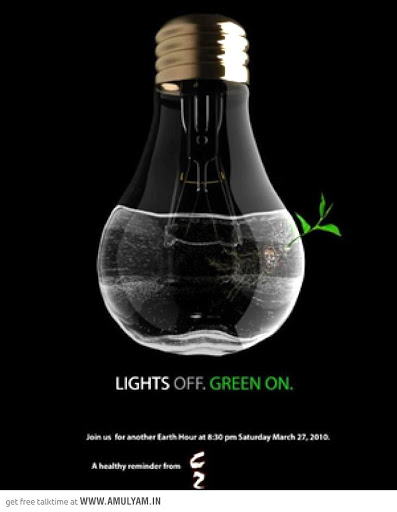 LIGHTS OFF. GREEN ON.
Join us for another Earth Hour at 8:30 pm Saturday March 27, 2010.
A healthy reminder from
get free talktime at WWW.AMULYAM.IN